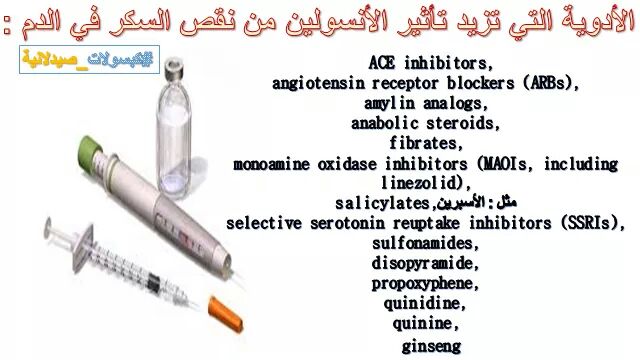 الأدوية التي تزيد تأثير الأنسولين من نقص السكر في الدم :
#كبسولات_صيدلانية
ACE inhibitors,
angiotensin receptor blockers (ARBs),
amylin analogs,
anabolic steroids,
fibrates,
monoamine oxidase inhibitors (MAOIs, including
linezolid),
salicylates,مثل:الأسبرين
selective serotonin reuptake inhibitors (SSRIs),
sulfonamides,
disopyramide,
propoxyphene,
quinidine,
quinine,
ginseng